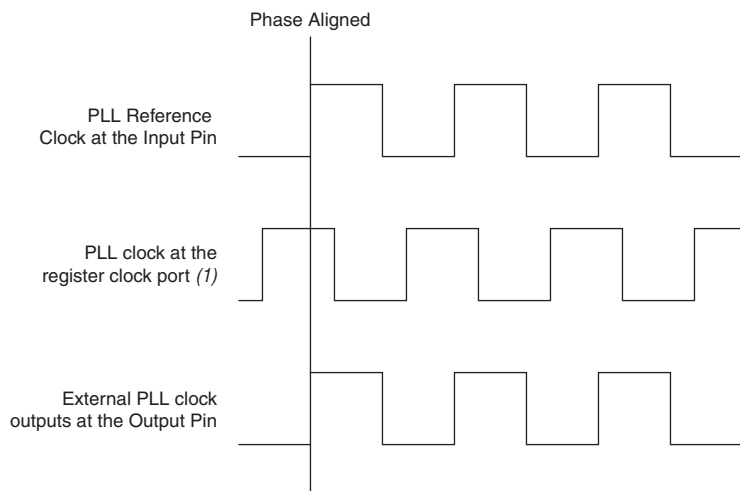 Phase Aligned
PLL Reference
Clock at the Input Pin
PLL clock at the
register clock port (1)
External PLL clock
outputs at the Output Pin